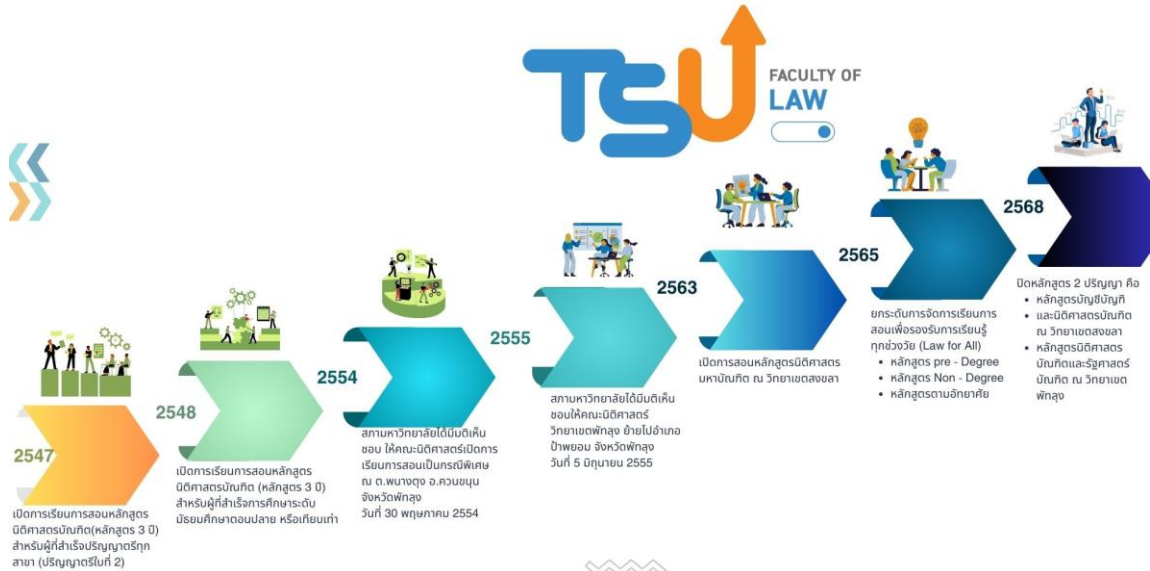 TSU
FACULTY OF
LAW
2547
เปิดการเรียนการสอนหลักสูตร
นิติศาสตรบัณฑิต(หลักสูตร 3 ปี)
สำหรับผู้ที่สำเร็จปริญญาตรีทุก
สาขา (ปริญญาตรีใบที่ 2)
2548
เปิดการเรียนการสอนหลักสูตร
นิติศาสตรบัณฑิต (หลักสูตร 3 ปี)
สำหรับผู้ที่สำเร็จการศึกษาระดับ
มัธยมศึกษาตอนปลาย หรือเทียบเท่า
2554
สภามหาวิทยาลัยได้มีมติเห็น
ชอบ ให้คณะนิติศาสตร์เปิดการ
เรียนการสอนเป็นกรณีพิเศษ
ณ ต.พนางตุง อ.ควนขนุน
จังหวัดพัทลุง
วันที่ 30 พฤษภาคม 2554
2555
สภามหาวิทยาลัยได้มีมติเห็น
ชอบให้คณะนิติศาสตร์
วิทยาเขตพัทลุง ย้ายไปอำเภอ
ป่าพยอม จังหวัดพัทลุง
วันที่ 5 มิถุนายน 2555
2563
เปิดการสอนหลักสูตรนิติศาสตร
มหาบัณฑิต ณ วิทยาเขตสงขลา
2565
ยกระดับการจัดการเรียนการ
สอนเพื่อรองรับการเรียนรู้
ทุกช่วงวัย (Law for All)
• หลักสูตร pre - Degree
• หลักสูตร Non - Degree
• หลักสูตรตามอัทยาศัย
2568
ปิดหลักสูตร 2 ปริญญา คือ
• หลักสูตรบัญชีบัญฑิ
• และนิติศาสตรบัณฑิต
ณ วิทยาเขตสงขลา
• หลักสูตรนิติศาสตร
บัณฑิตและรัฐศาสตร์
บัณฑิต ณ วิทยาเขต
พัทลุง